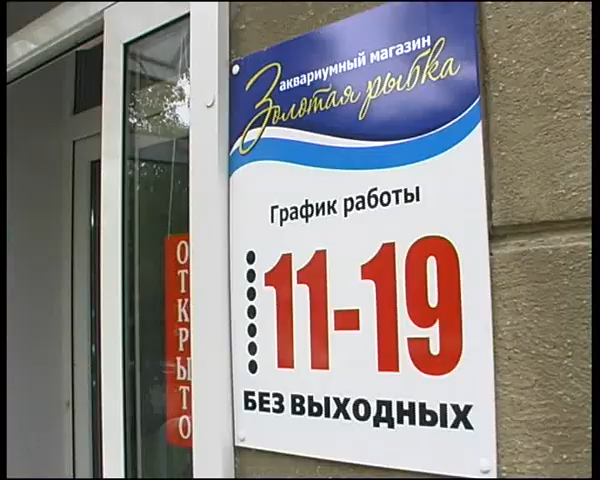 аквариумный магазин
Золотая рыбка
График работы
11-19
БЕЗ ВЫХОДНЫХ
ОТКРЫТО